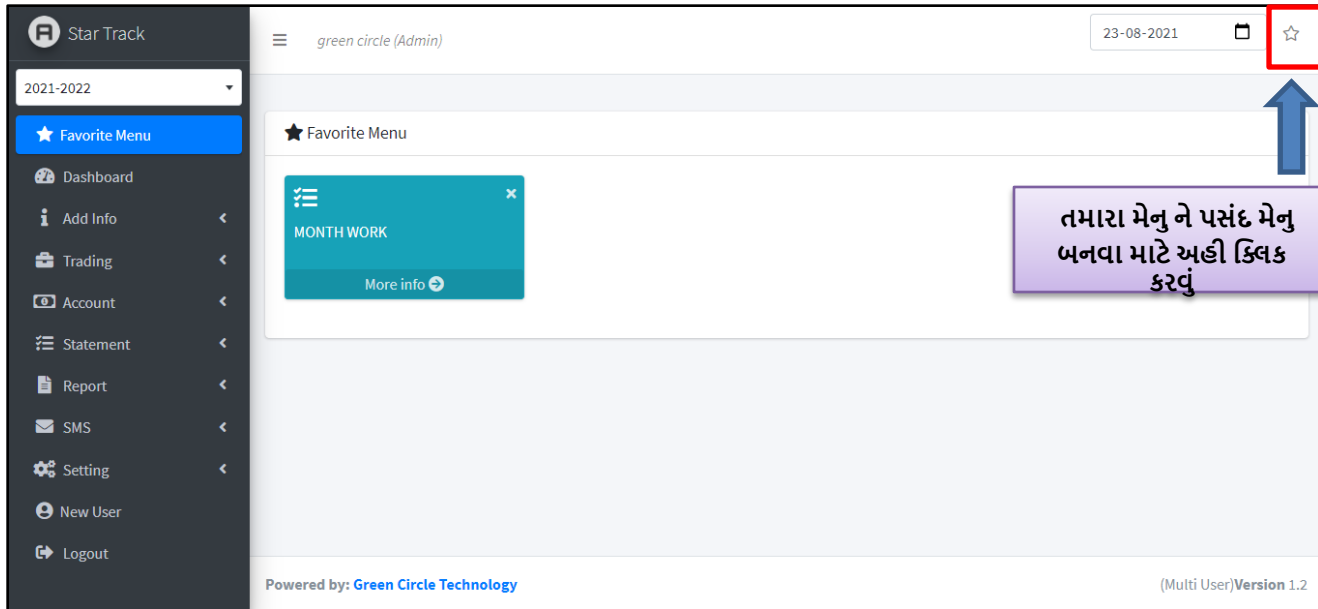 Star Track
green circle (Admin)
23-08-2021
2021-2022
Favorite Menu
Dashboard
Add Info
Trading
Account
Statement
Report
SMS
Setting
New User
Logout
Favorite Menu
MONTH WORK
More info
તમારા મેનુ ને પસંદ મેનુ
બનવા માટે અહી ક્લિક
કરવું
Powered by: Green Circle Technology
(Multi User)Version 1.2